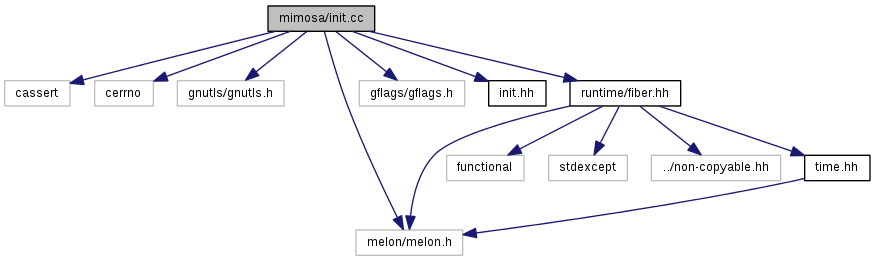 mimosa/init.cc
cassert
cerrno
gnutls/gnutls.h
gflags/gflags.h
init.hh
runtime/fiber.hh
functional
stdexcept
../non-copyable.hh
time.hh
melon/melon.h